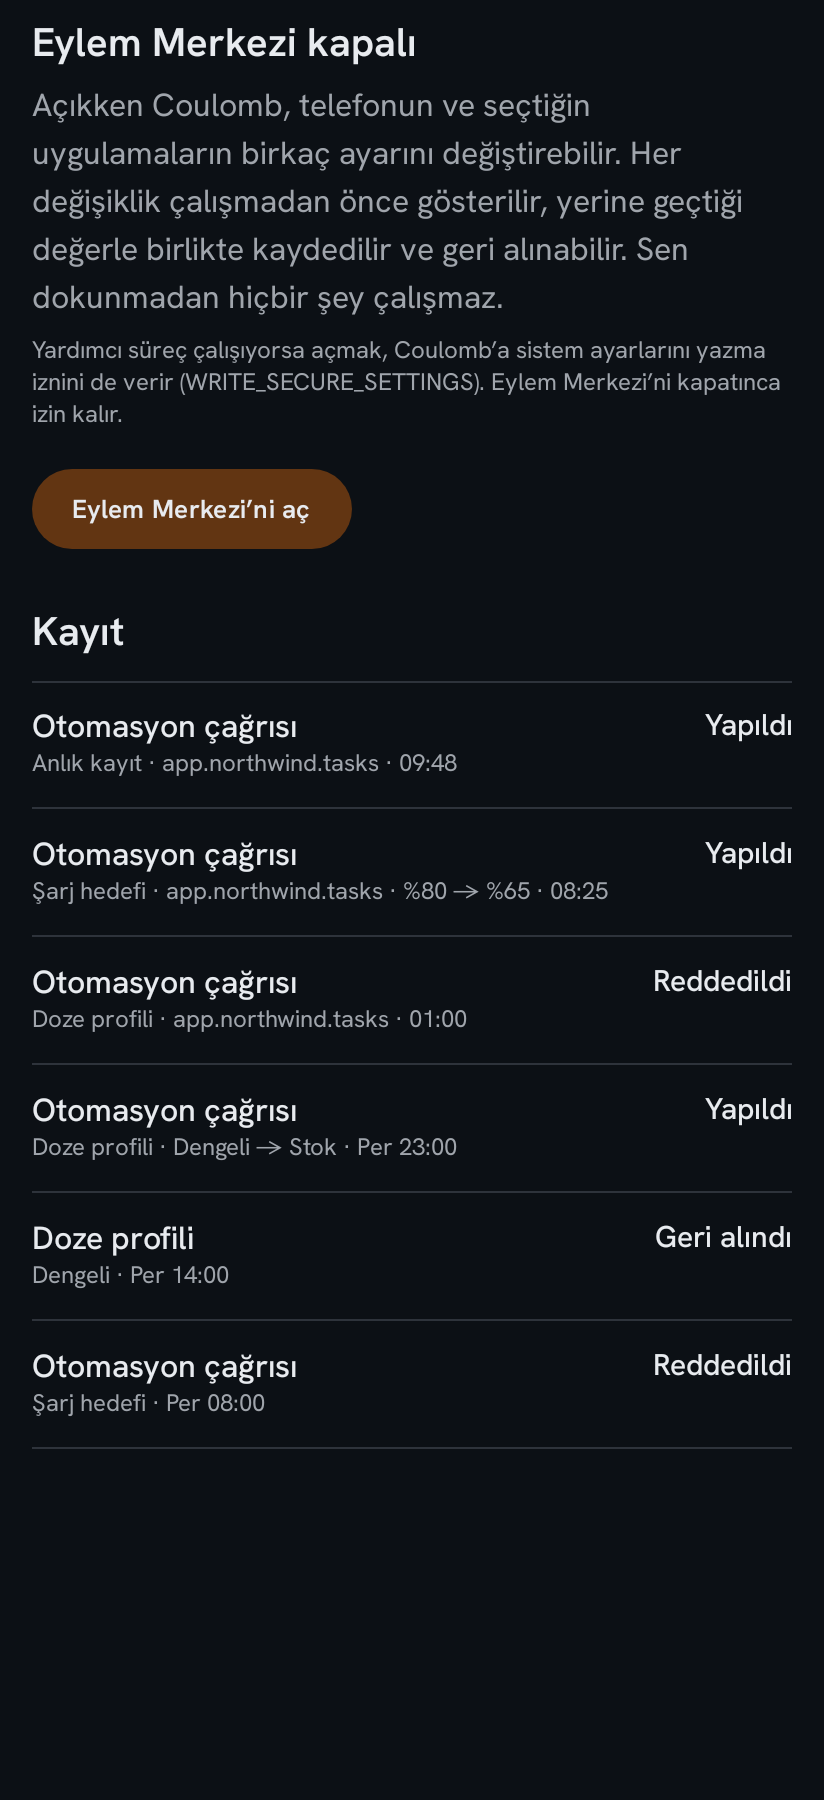 Eylem Merkezi kapalı
Açıkken Coulomb, telefonun ve seçtiğin
uygulamaların birkaç ayarını değiştirebilir. Her
değişiklik çalışmadan önce gösterilir, yerine geçtiği
değerle birlikte kaydedilir ve geri alınabilir. Sen
dokunmadan hiçbir şey çalışmaz.
Yardımcı süreç çalışıyorsa açmak, Coulomb’a sistem ayarlarını yazma
iznini de verir (WRITE_SECURE_SETTINGS). Eylem Merkezi’ni kapatınca
izin kalır.
Eylem Merkezi’ni aç
Kayıt
Otomasyon çağrısı Yapıldı
Anlık kayıt · app.northwind.tasks · 09:48
Otomasyon çağrısı Yapıldı
Şarj hedefi · app.northwind.tasks · %80 → %65 · 08:25
Otomasyon çağrısı Reddedildi
Doze profili · app.northwind.tasks · 01:00
Otomasyon çağrısı Yapıldı
Doze profili · Dengeli → Stok · Per 23:00
Doze profili Geri alındı
Dengeli · Per 14:00
Otomasyon çağrısı Reddedildi
Şarj hedefi · Per 08:00